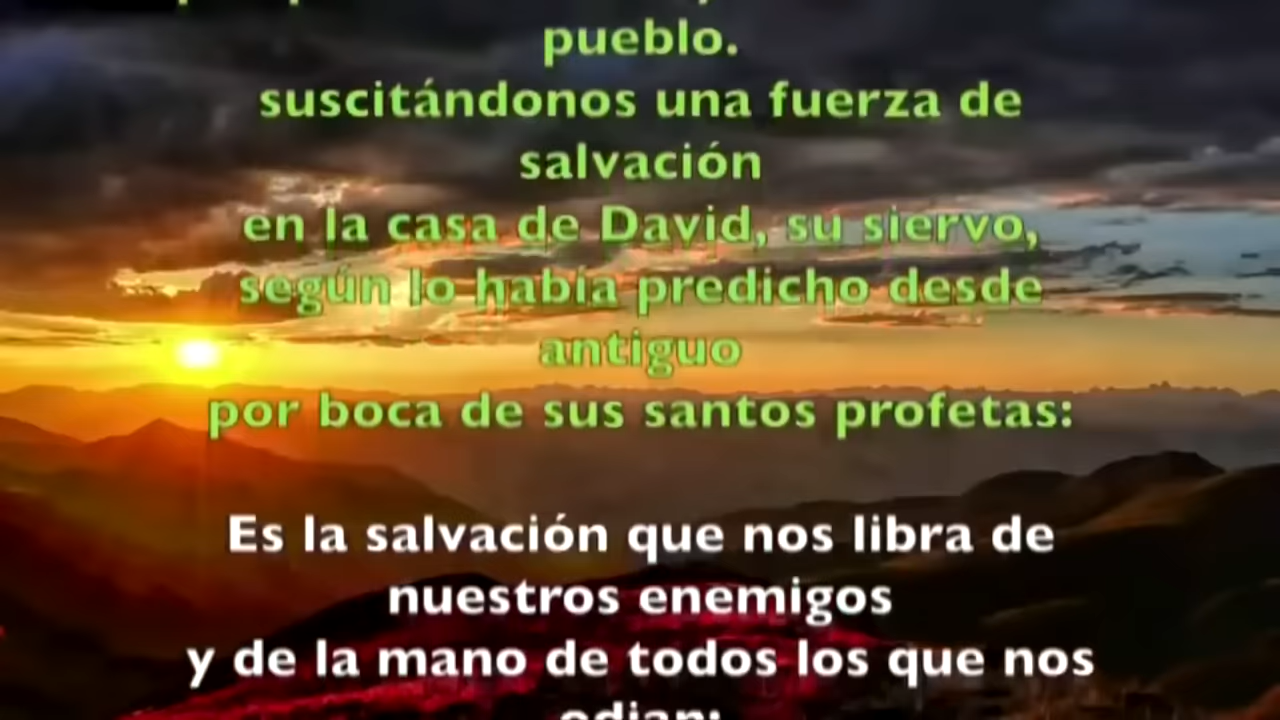 pueblo.
suscitándonos una fuerza de
salvación
en la casa de David, su siervo,
según lo había predicho desde
antiguo
por boca de sus santos profetas:
Es la salvación que nos libra de
nuestros enemigos
y de la mano de todos los que nos
odian;